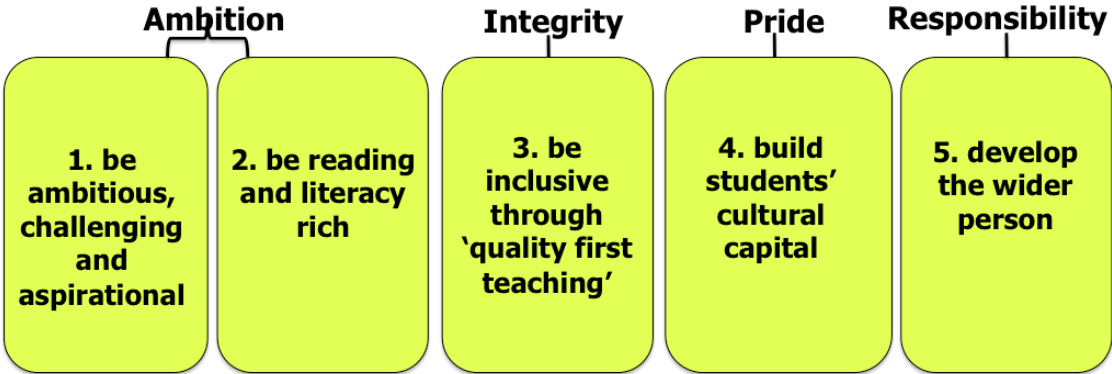 Ambition
Integrity
Pride
Responsibility
1. be
ambitious,
challenging
and
aspirational
2. be reading
and literacy
rich
3. be
inclusive
through
‘quality first
teaching’
4. build
students’
cultural
capital
5. develop
the wider
person